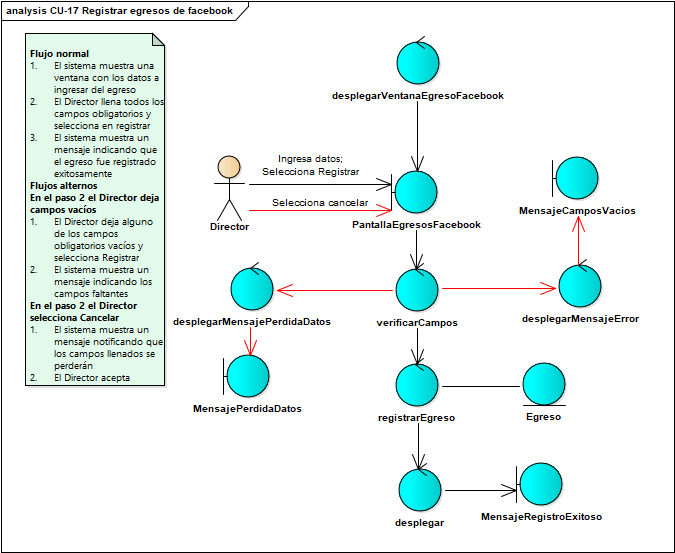 analysis CU-17 Registrar egresos de facebook
Flujo normal
1. El sistema muestra una
ventana con los datos a
ingresar del egreso
2. El Director llena todos los
campos obligatorios y
selecciona en registrar
3. El sistema muestra un
mensaje indicando que
el egreso fue registrado
exitosamente
Flujos alternos
En el paso 2 el Director deja
campos vacíos
1. El Director deja alguno
de los campos
obligatorios vacíos y
selecciona Registrar
2. El sistema muestra un
mensaje indicando los
campos faltantes
En el paso 2 el Director
selecciona Cancelar
1. El sistema muestra un
mensaje notificando que
los campos llenados se
perderán
2. El Director acepta
desplegarVentanaEgresoFacebook
Ingresa datos;
Selecciona Registrar
Selecciona cancelar
Director
PantallaEgresosFacebook
MensajeCamposVacios
desplegarMensajePerdidaDatos
verificarCampos
desplegarMensajeError
MensajePerdidaDatos
registrarEgreso
Egreso
desplegar
MensajeRegistroExitoso